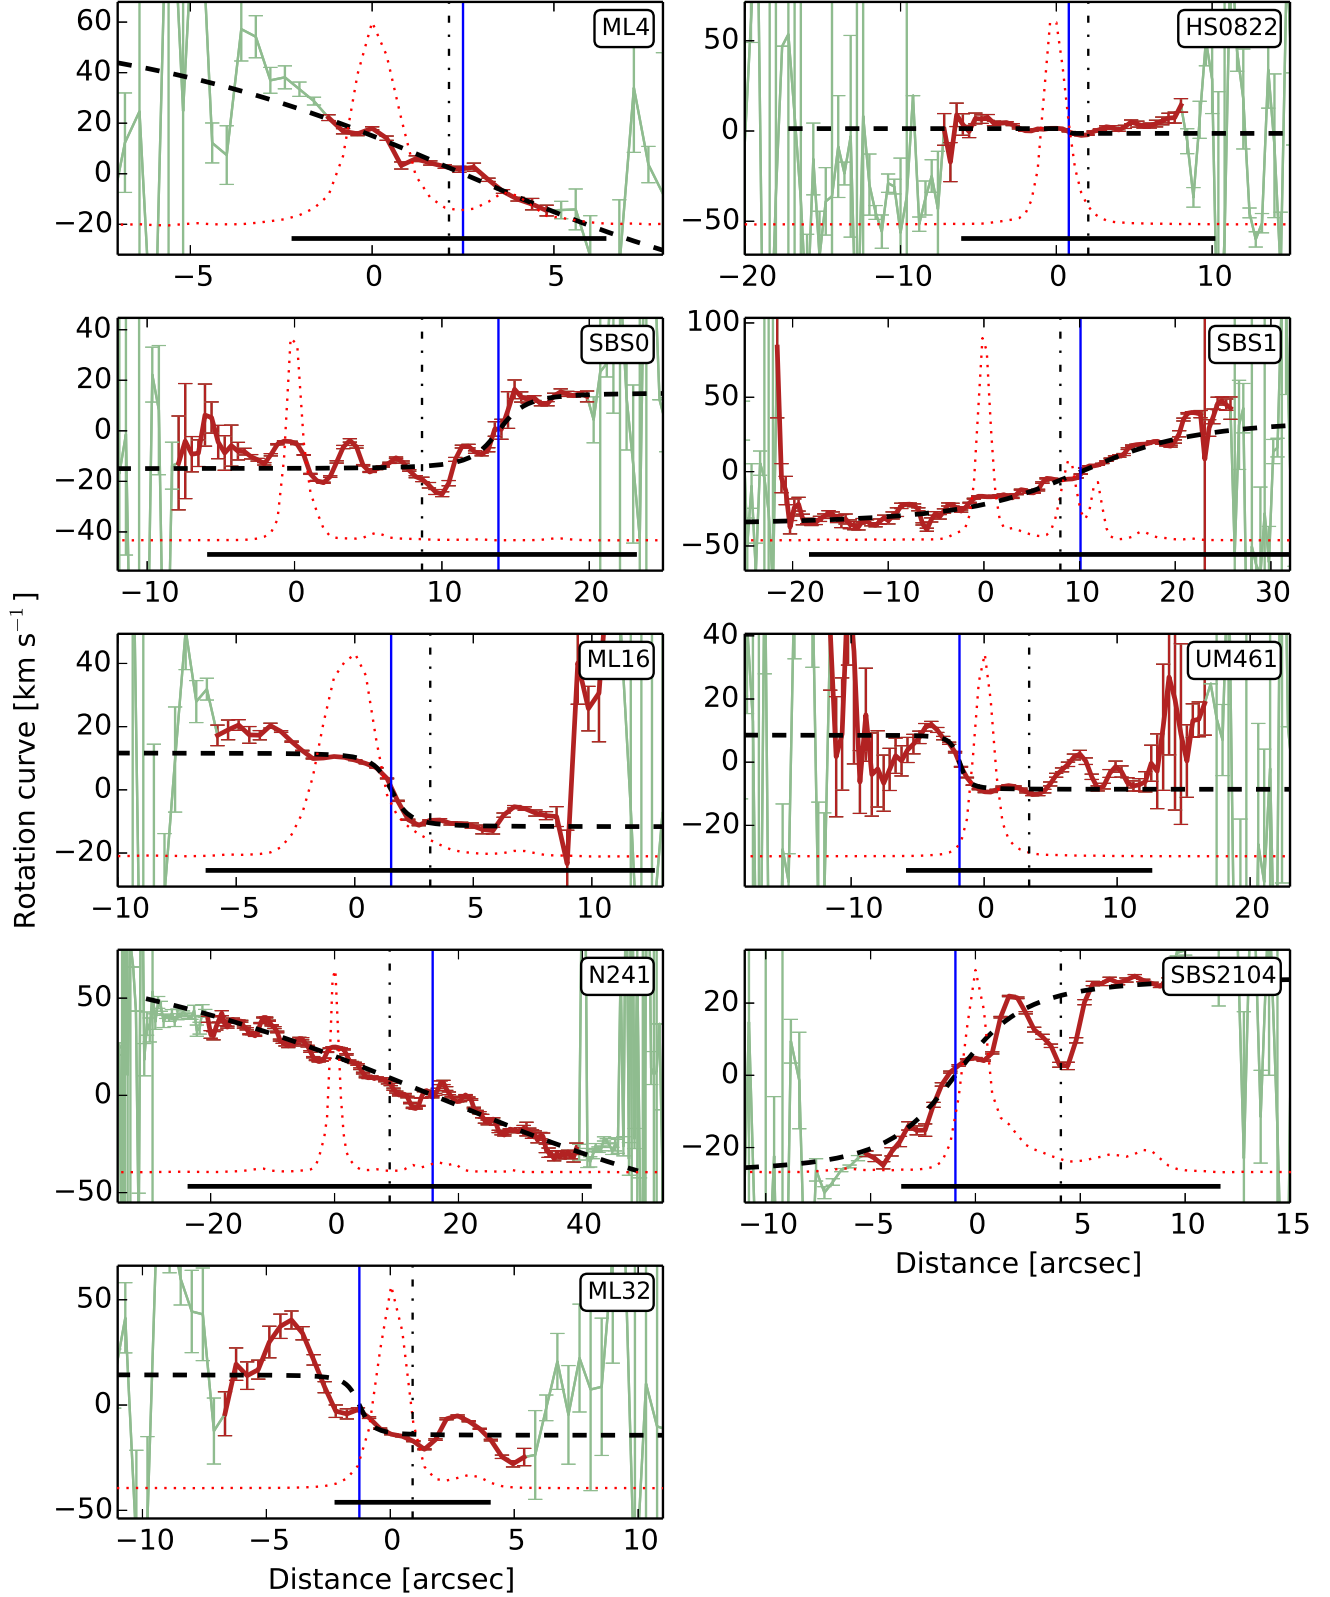 Rotation curve [km s⁻¹]
ML4
60
40
20
0
−20
−5 0 5
HS0822
50
0
−50
−20 −10 0 10
SBS0
40
20
0
−20
−40
−10 0 10 20
SBS1
100
50
0
−50
−20 −10 0 10 20 30
ML16
40
20
0
−20
−10 −5 0 5 10
UM461
40
20
0
−20
−10 0 10 20
N241
50
0
−50
−20 0 20 40
SBS2104
20
0
−20
−10 −5 0 5 10 15
Distance [arcsec]
ML32
50
0
−50
−10 −5 0 5 10
Distance [arcsec]